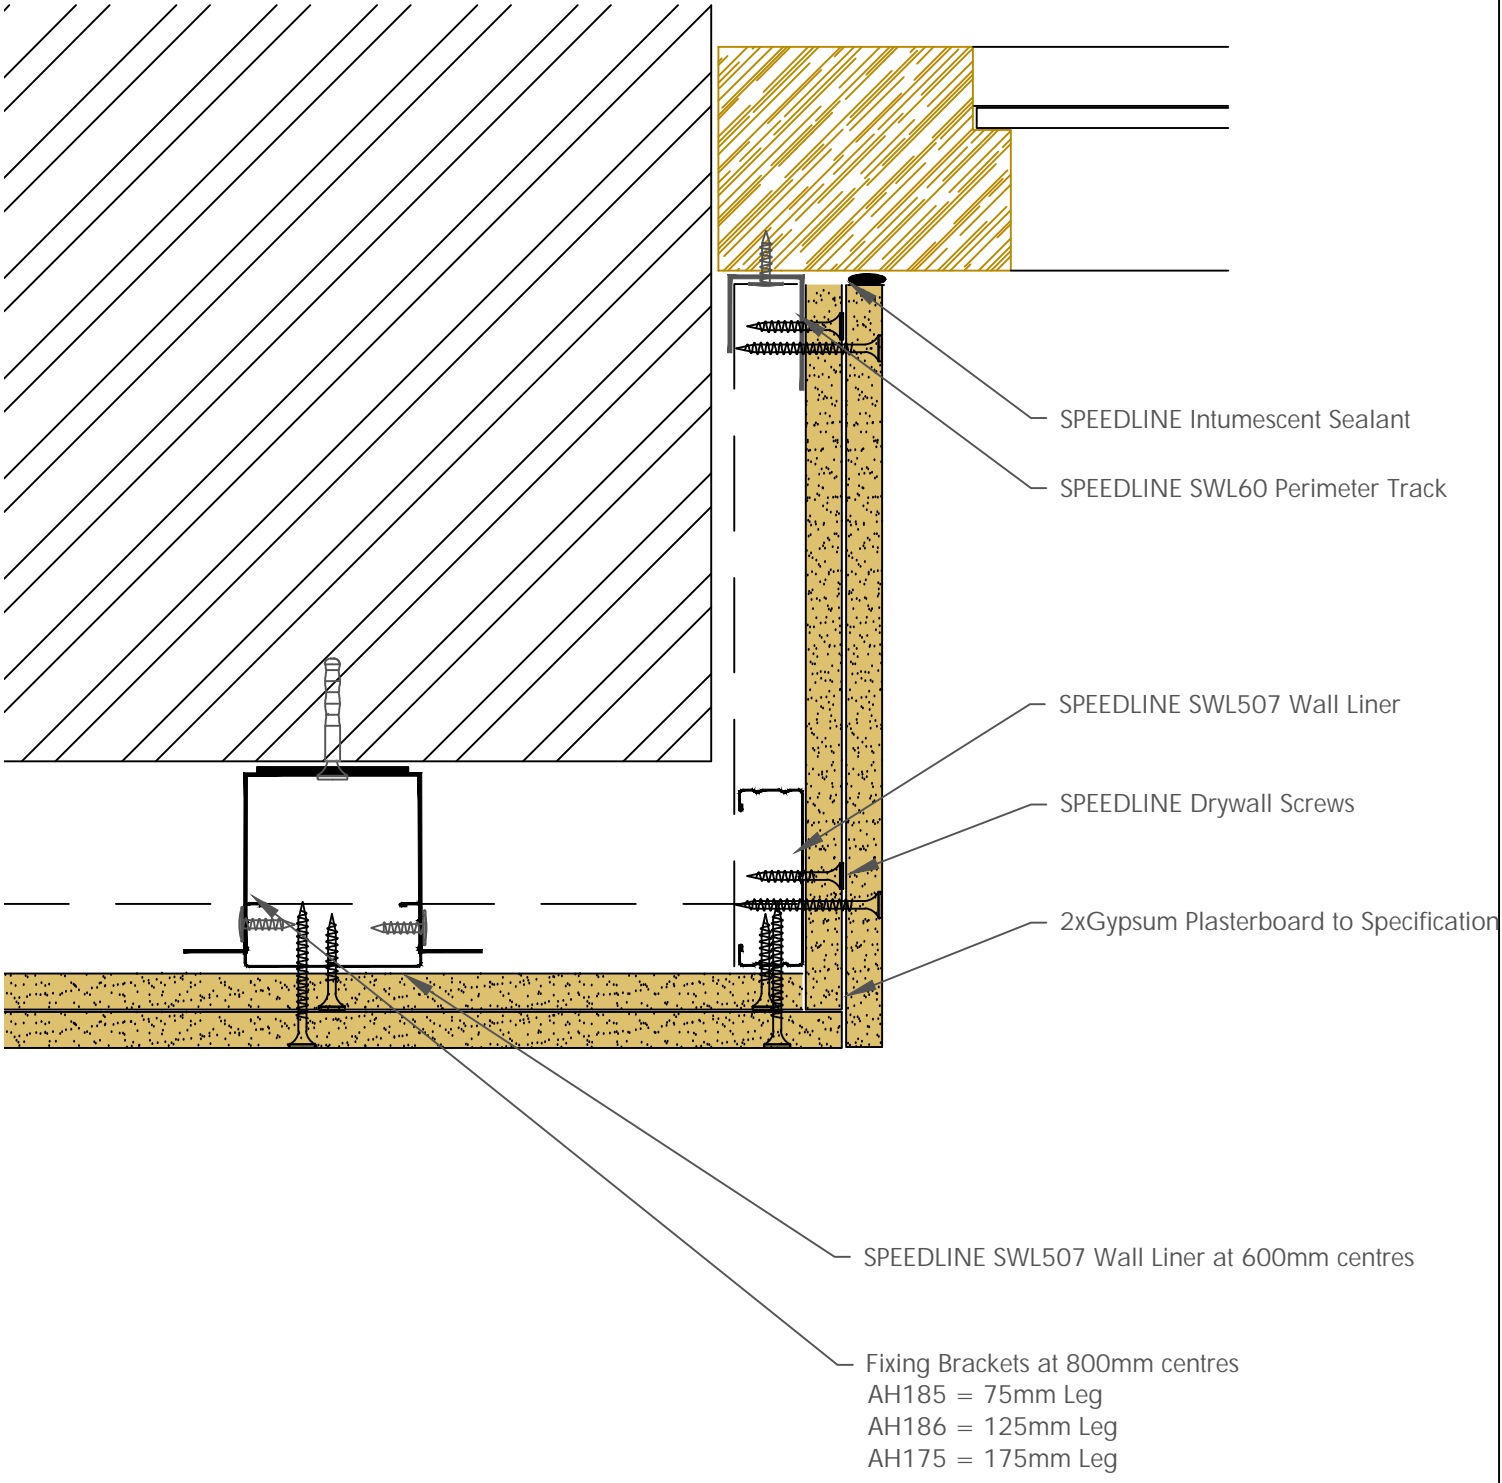 SPEEDLINE Intumescent Sealant
SPEEDLINE SWL60 Perimeter Track
SPEEDLINE SWL507 Wall Liner
SPEEDLINE Drywall Screws
2xGypsum Plasterboard to Specification
SPEEDLINE SWL507 Wall Liner at 600mm centres
Fixing Brackets at 800mm centres
AH185 = 75mm Leg
AH186 = 125mm Leg
AH175 = 175mm Leg